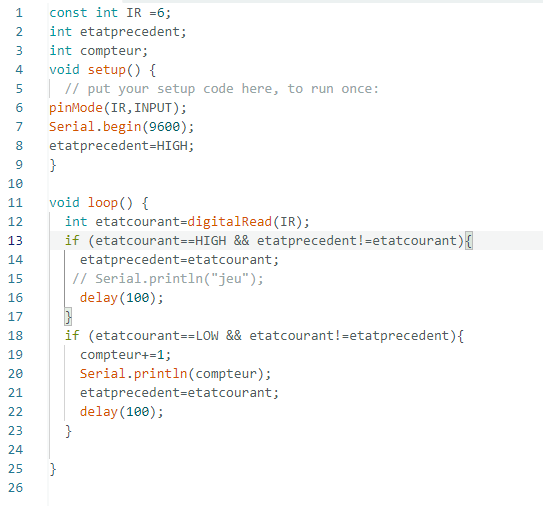 1 const int IR =6;
2 int etatprecedent;
3 int compteur;
4 void setup() {
5   // put your setup code here, to run once:
6 pinMode(IR,INPUT);
7 Serial.begin(9600);
8 etatprecedent=HIGH;
9 }
10
11 void loop() {
12   int etatcourant=digitalRead(IR);
13   if (etatcourant==HIGH && etatprecedent!=etatcourant){
14     etatprecedent=etatcourant;
15    // Serial.println("jeu");
16     delay(100);
17   }
18   if (etatcourant==LOW && etatcourant!=etatprecedent){
19     compteur+=1;
20     Serial.println(compteur);
21     etatprecedent=etatcourant;
22     delay(100);
23   }
24
25 }
26